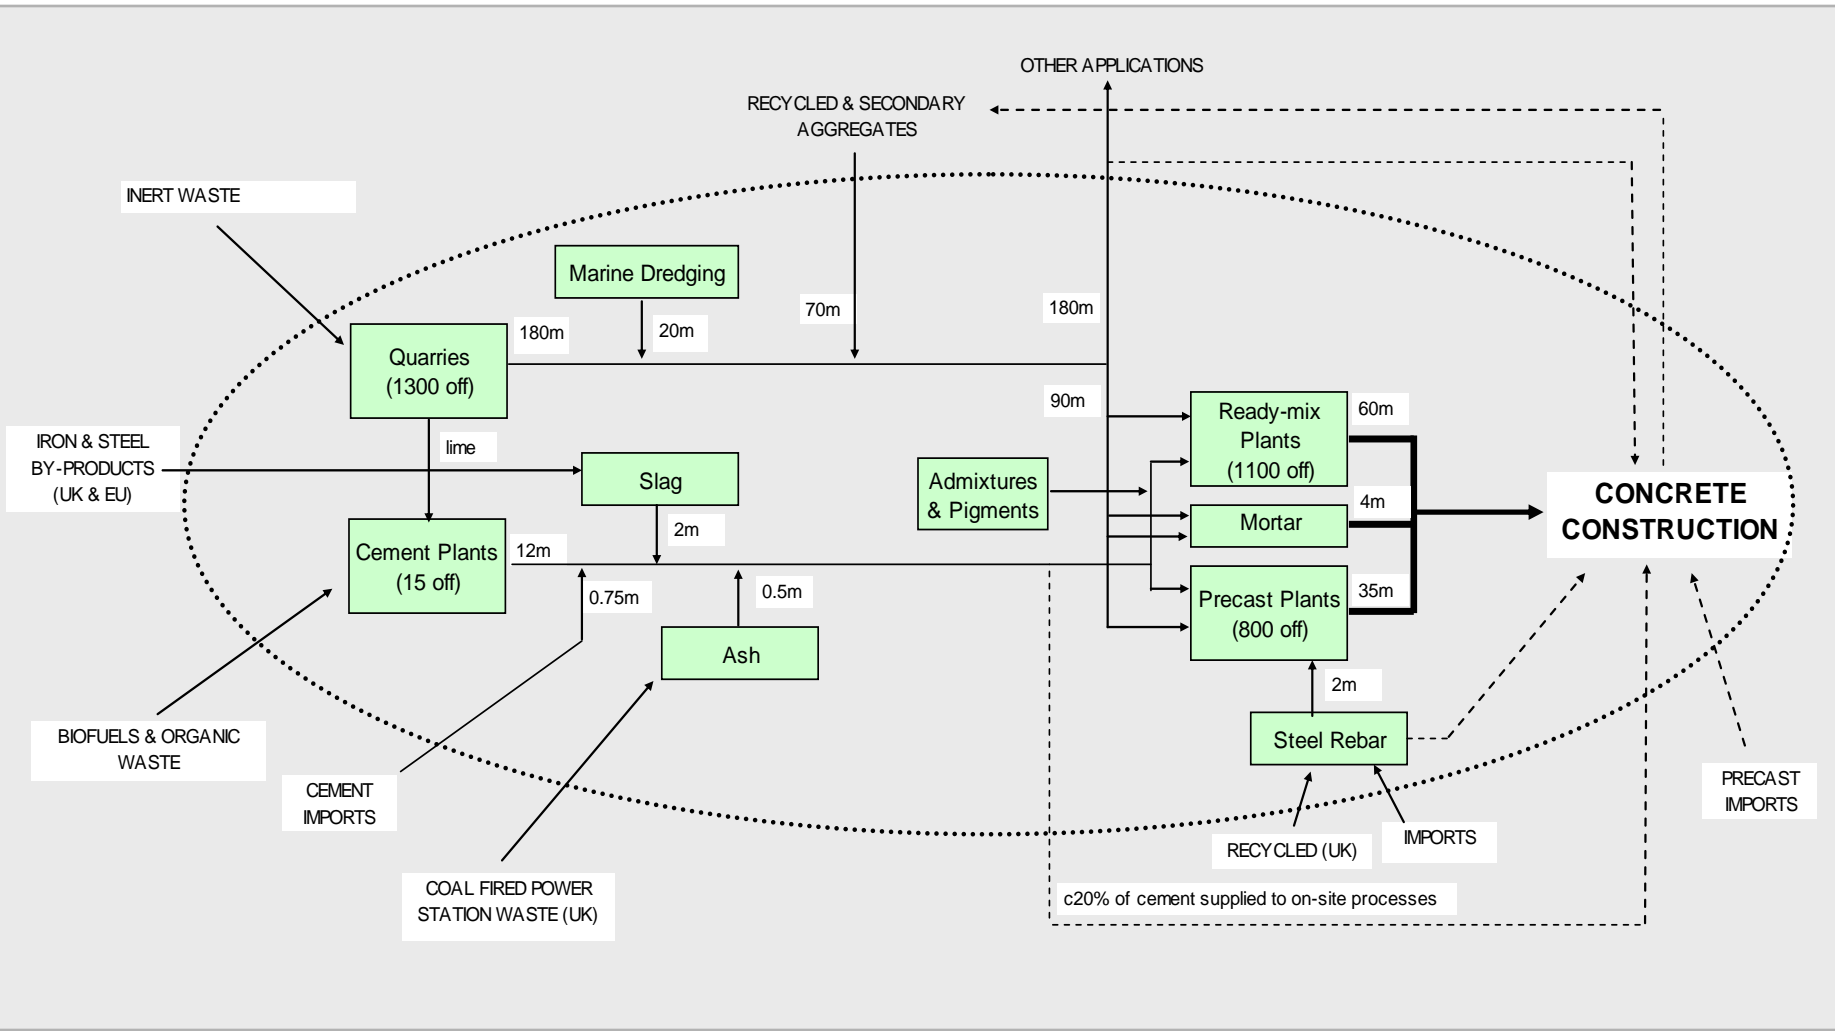 OTHER APPLICATIONS
RECYCLED & SECONDARY
AGGREGATES
INERT WASTE
Marine Dredging
180m
20m
70m
180m
Quarries
(1300 off)
90m
Ready-mix
Plants
(1100 off)
60m
IRON & STEEL
BY-PRODUCTS
(UK & EU)
lime
Slag
Admixtures
& Pigments
CONCRETE
CONSTRUCTION
4m
Mortar
2m
Cement Plants
(15 off)
12m
0.75m
0.5m
Precast Plants
(800 off)
35m
Ash
2m
Steel Rebar
BIOFUELS & ORGANIC
WASTE
CEMENT
IMPORTS
PRECAST
IMPORTS
RECYCLED (UK)
IMPORTS
COAL FIRED POWER
STATION WASTE (UK)
c20% of cement supplied to on-site processes